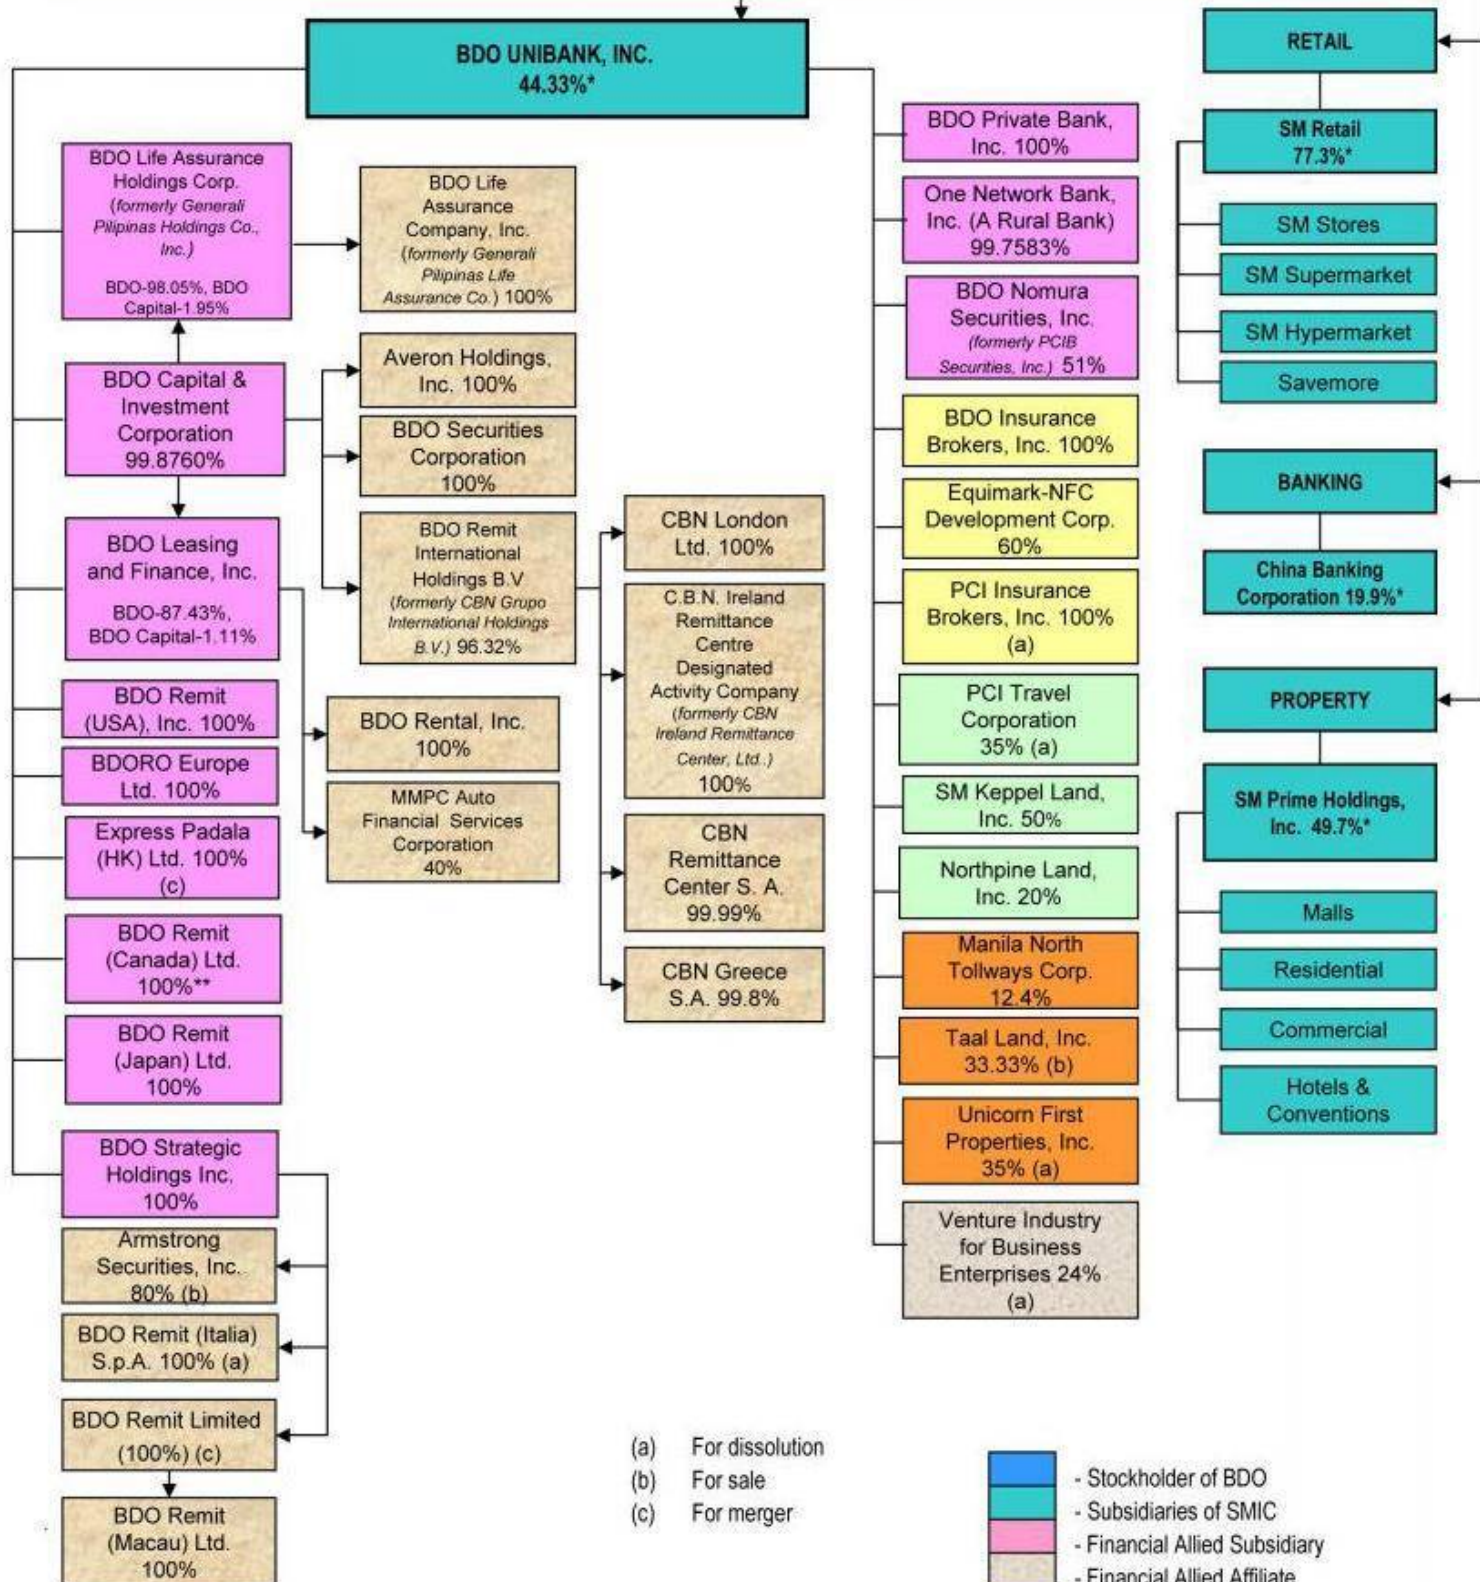 BDO UNIBANK, INC.
44.33%*
BDO Life Assurance
Holdings Corp.
(formerly Generali
Pilipinas Holdings Co.,
Inc.)
BDO-98.05%, BDO
Capital-1.95%
BDO Life
Assurance
Company, Inc.
(formerly Generali
Pilipinas Life
Assurance Co.) 100%
BDO Capital &
Investment
Corporation
99.8760%
Averon Holdings,
Inc. 100%
BDO Securities
Corporation
100%
BDO Remit
International
Holdings B.V
(formerly CBN Grupo
International Holdings
B.V.) 96.32%
CBN London
Ltd. 100%
C.B.N. Ireland
Remittance
Centre
Designated
Activity Company
(formerly CBN
Ireland Remittance
Center, Ltd.)
100%
CBN
Remittance
Center S. A.
99.99%
CBN Greece
S.A. 99.8%
BDO Leasing
and Finance, Inc.
BDO-87.43%,
BDO Capital-1.11%
BDO Rental, Inc.
100%
MMPC Auto
Financial Services
Corporation
40%
BDO Remit
(USA), Inc. 100%
BDORO Europe
Ltd. 100%
Express Padala
(HK) Ltd. 100%
(c)
BDO Remit
(Canada) Ltd.
100%**
BDO Remit
(Japan) Ltd.
100%
BDO Strategic
Holdings Inc.
100%
Armstrong
Securities, Inc.
80% (b)
BDO Remit (Italia)
S.p.A. 100% (a)
BDO Remit Limited
(100%) (c)
BDO Remit
(Macau) Ltd.
100%
BDO Private Bank,
Inc. 100%
One Network Bank,
Inc. (A Rural Bank)
99.7583%
BDO Nomura
Securities, Inc.
(formerly PCIB
Securities, Inc.) 51%
BDO Insurance
Brokers, Inc. 100%
Equimark-NFC
Development Corp.
60%
PCI Insurance
Brokers, Inc. 100%
(a)
PCI Travel
Corporation
35% (a)
SM Keppel Land,
Inc. 50%
Northpine Land,
Inc. 20%
Manila North
Tollways Corp.
12.4%
Taal Land, Inc.
33.33% (b)
Unicorn First
Properties, Inc.
35% (a)
Venture Industry
for Business
Enterprises 24%
(a)
RETAIL
SM Retail
77.3%*
SM Stores
SM Supermarket
SM Hypermarket
Savemore
BANKING
China Banking
Corporation 19.9%*
PROPERTY
SM Prime Holdings,
Inc. 49.7%*
Malls
Residential
Commercial
Hotels &
Conventions
(a) For dissolution
(b) For sale
(c) For merger
- Stockholder of BDO
- Subsidiaries of SMIC
- Financial Allied Subsidiary
- Financial Allied Affiliate